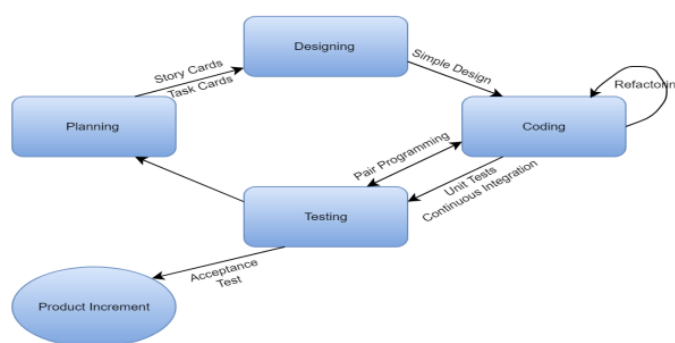 Designing
Story Cards
Task Cards
Simple Design
Refactorin
Planning
Coding
Pair Programming
Unit Tests
Continuous Integration
Testing
Acceptance
Test
Product Increment